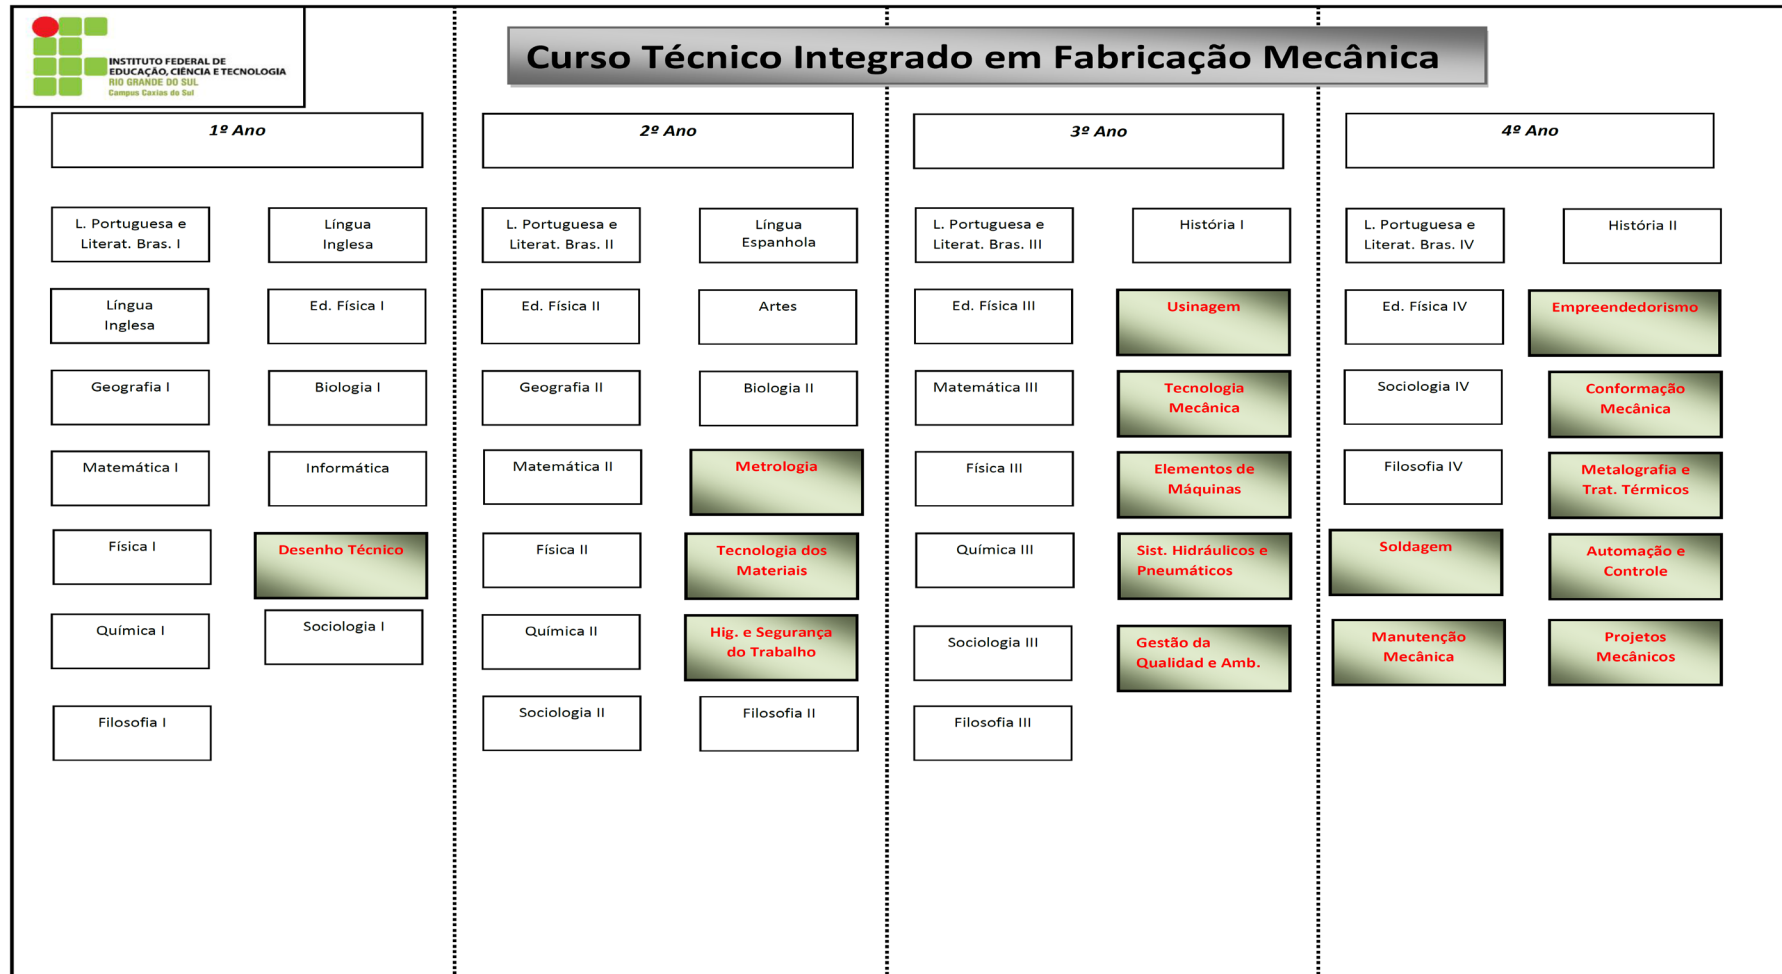 INSTITUTO FEDERAL DE
EDUCAÇÃO, CIÊNCIA E TECNOLOGIA
RIO GRANDE DO SUL
Campus Caxias do Sul
Curso Técnico Integrado em Fabricação Mecânica
1º Ano
L. Portuguesa e
Literat. Bras. I
Língua
Inglesa
Língua
Inglesa
Ed. Física I
Geografia I
Biologia I
Matemática I
Informática
Física I
Desenho Técnico
Química I
Sociologia I
Filosofia I
2º Ano
L. Portuguesa e
Literat. Bras. II
Língua
Espanhola
Ed. Física II
Artes
Geografia II
Biologia II
Matemática II
Metrologia
Física II
Tecnologia dos
Materiais
Química II
Hig. e Segurança
do Trabalho
Sociologia II
Filosofia II
3º Ano
L. Portuguesa e
Literat. Bras. III
História I
Ed. Física III
Usinagem
Matemática III
Tecnologia
Mecânica
Física III
Elementos de
Máquinas
Química III
Sist. Hidráulicos e
Pneumáticos
Sociologia III
Gestão da
Qualidad e Amb.
Filosofia III
4º Ano
L. Portuguesa e
Literat. Bras. IV
História II
Ed. Física IV
Empreendedorismo
Sociologia IV
Conformação
Mecânica
Filosofia IV
Metalografia e
Trat. Térmicos
Soldagem
Automação e
Controle
Manutenção
Mecânica
Projetos
Mecânicos